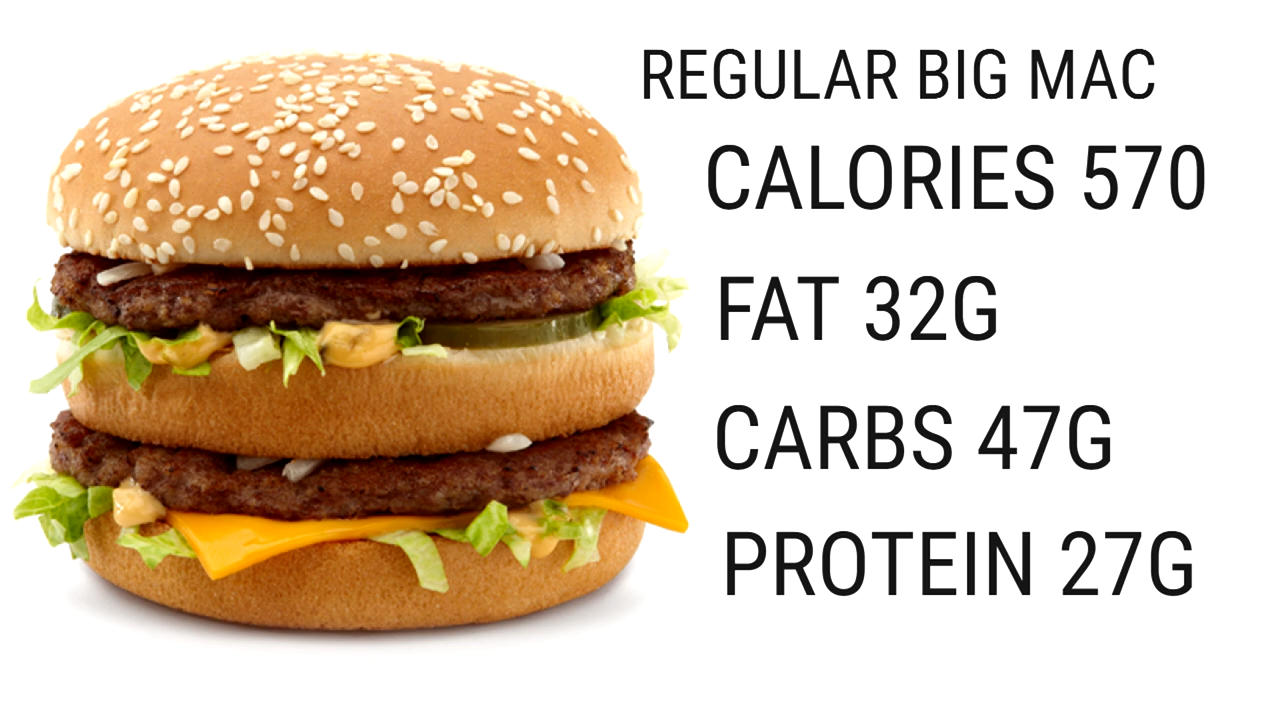 REGULAR BIG MAC
CALORIES 570
FAT 32G
CARBS 47G
PROTEIN 27G